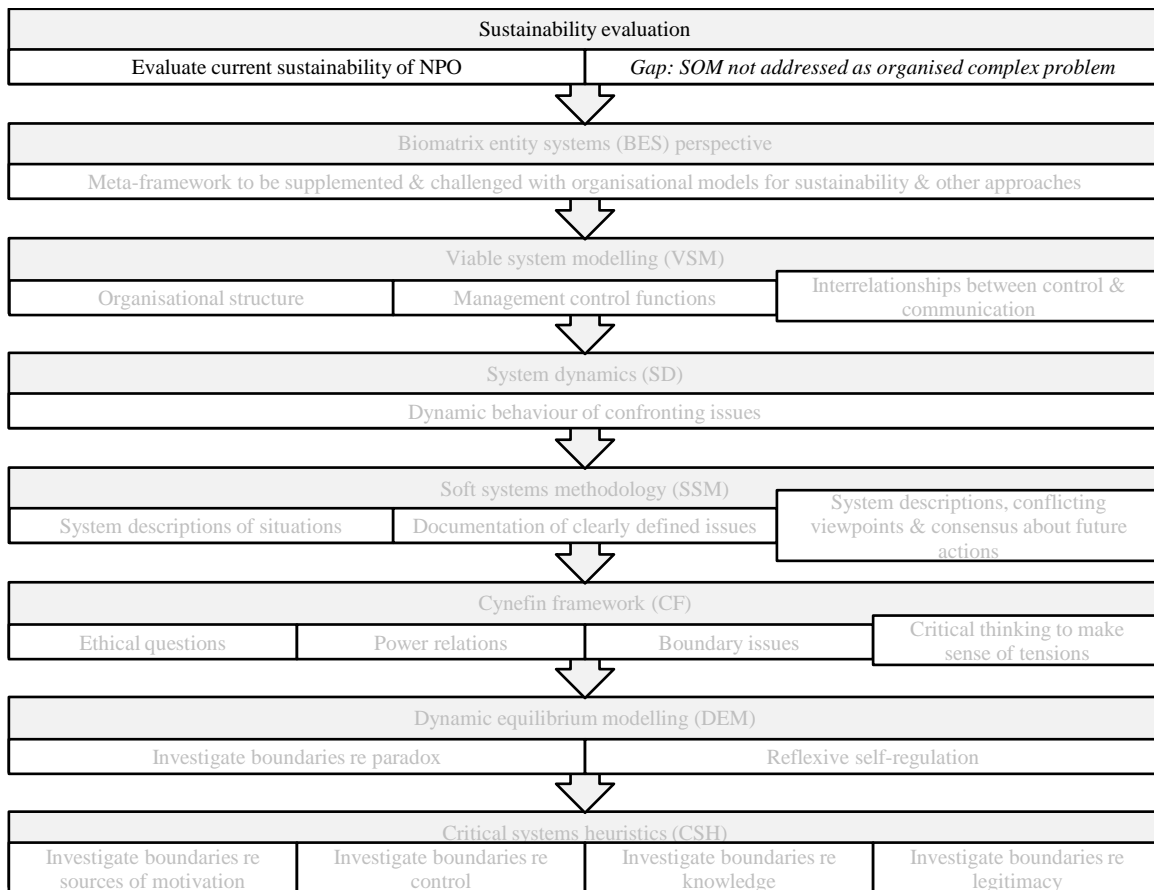 Sustainability evaluation
Evaluate current sustainability of NPO
Gap: SOM not addressed as organised complex problem
Biomatrix entity systems (BES) perspective
Meta-framework to be supplemented & challenged with organisational models for sustainability & other approaches
Viable system modelling (VSM)
Organisational structure
Management control functions
Interrelationships between control &
communication
System dynamics (SD)
Dynamic behaviour of confronting issues
Soft systems methodology (SSM)
System descriptions of situations
Documentation of clearly defined issues
System descriptions, conflicting
viewpoints & consensus about future
actions
Cynefin framework (CF)
Ethical questions
Power relations
Boundary issues
Critical thinking to make
sense of tensions
Dynamic equilibrium modelling (DEM)
Investigate boundaries re paradox
Reflexive self-regulation
Critical systems heuristics (CSH)
Investigate boundaries re
sources of motivation
Investigate boundaries re
control
Investigate boundaries re
knowledge
Investigate boundaries re
legitimacy